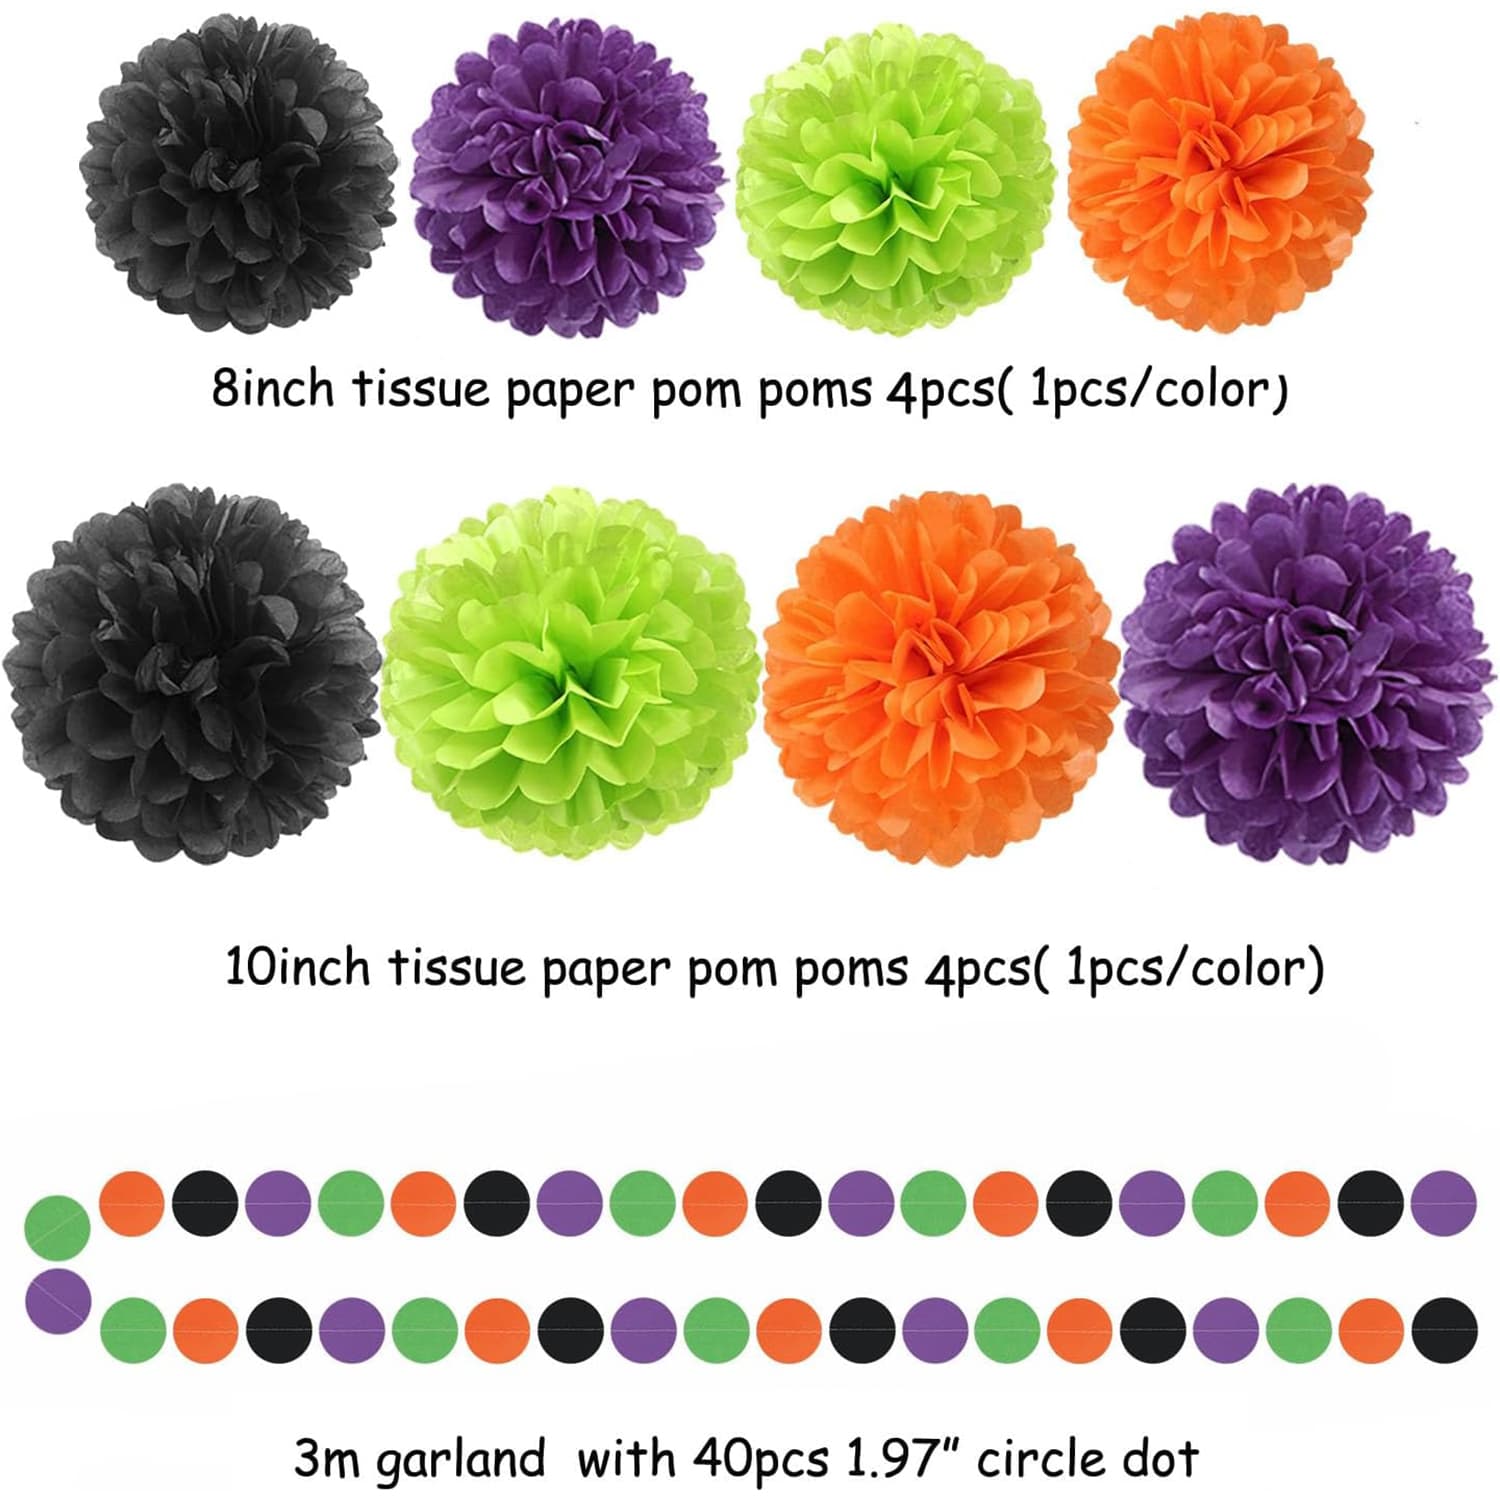 8inch tissue paper pom poms 4pcs( 1pcs/color)
10inch tissue paper pom poms 4pcs( 1pcs/color)
3m garland with 40pcs 1.97" circle dot